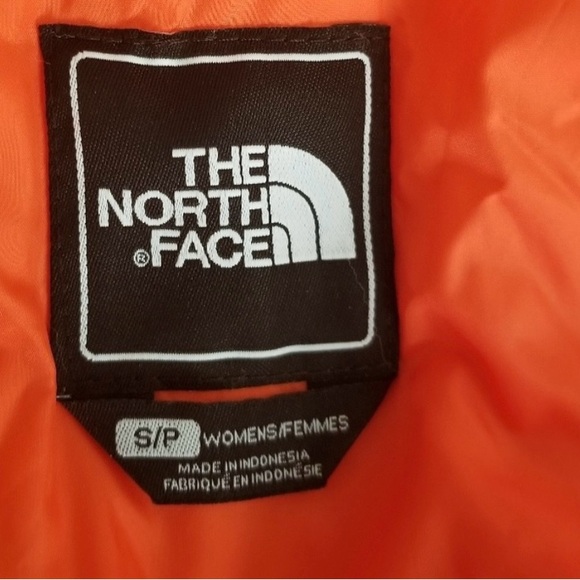 THE
NORTH
®FACE
S/P WOMENS/FEMMES
MADE IN INDONESIA
FABRIQUÉ EN INDONÉSIE